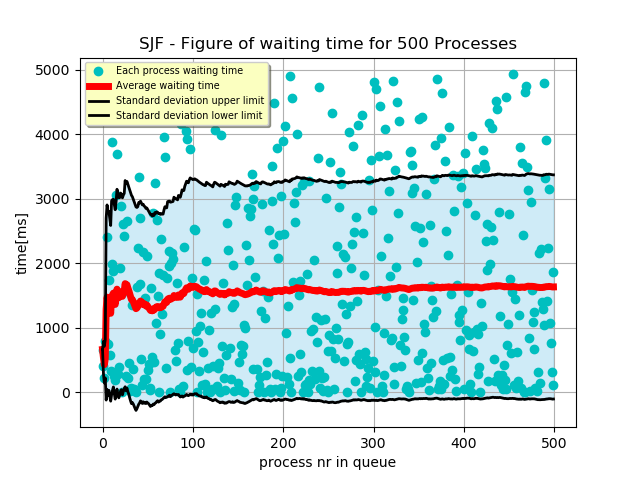 SJF - Figure of waiting time for 500 Processes
Each process waiting time
Average waiting time
Standard deviation upper limit
Standard deviation lower limit
time[ms]
5000
4000
3000
2000
1000
0
0 100 200 300 400 500
process nr in queue